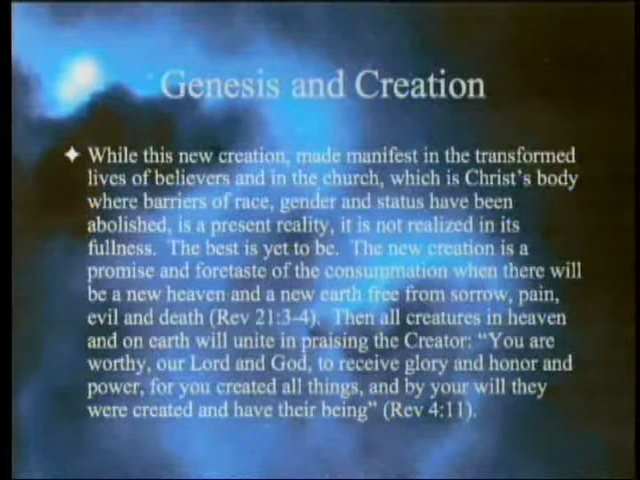 Genesis and Creation
While this new creation, made manifest in the transformed
lives of believers and in the church, which is Christ's body
where barriers of race, gender and status have been
abolished, is a present reality, it is not realized in its
fullness. The best is yet to be. The new creation is a
promise and foretaste of the consummation when there will
be a new heaven and a new earth free from sorrow, pain,
evil and death (Rev 21:3-4). Then all creatures in heaven
and on earth will unite in praising the Creator: “You are
worthy, our Lord and God, to receive glory and honor and
power, for you created all things, and by your will they
were created and have their being” (Rev 4:11).